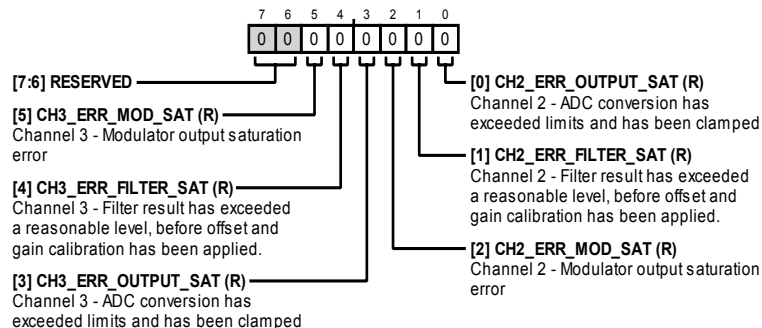 7 6 5 4 3 2 1 0
0 0 0 0 0 0 0 0
[7:6] RESERVED
[5] CH3_ERR_MOD_SAT (R)
Channel 3 - Modulator output saturation
error
[4] CH3_ERR_FILTER_SAT (R)
Channel 3 - Filter result has exceeded
a reasonable level, before offset and
gain calibration has been applied.
[3] CH3_ERR_OUTPUT_SAT (R)
Channel 3 - ADC conversion has
exceeded limits and has been clamped
[0] CH2_ERR_OUTPUT_SAT (R)
Channel 2 - ADC conversion has
exceeded limits and has been clamped
[1] CH2_ERR_FILTER_SAT (R)
Channel 2 - Filter result has exceeded
a reasonable level, before offset and
gain calibration has been applied.
[2] CH2_ERR_MOD_SAT (R)
Channel 2 - Modulator output saturation
error